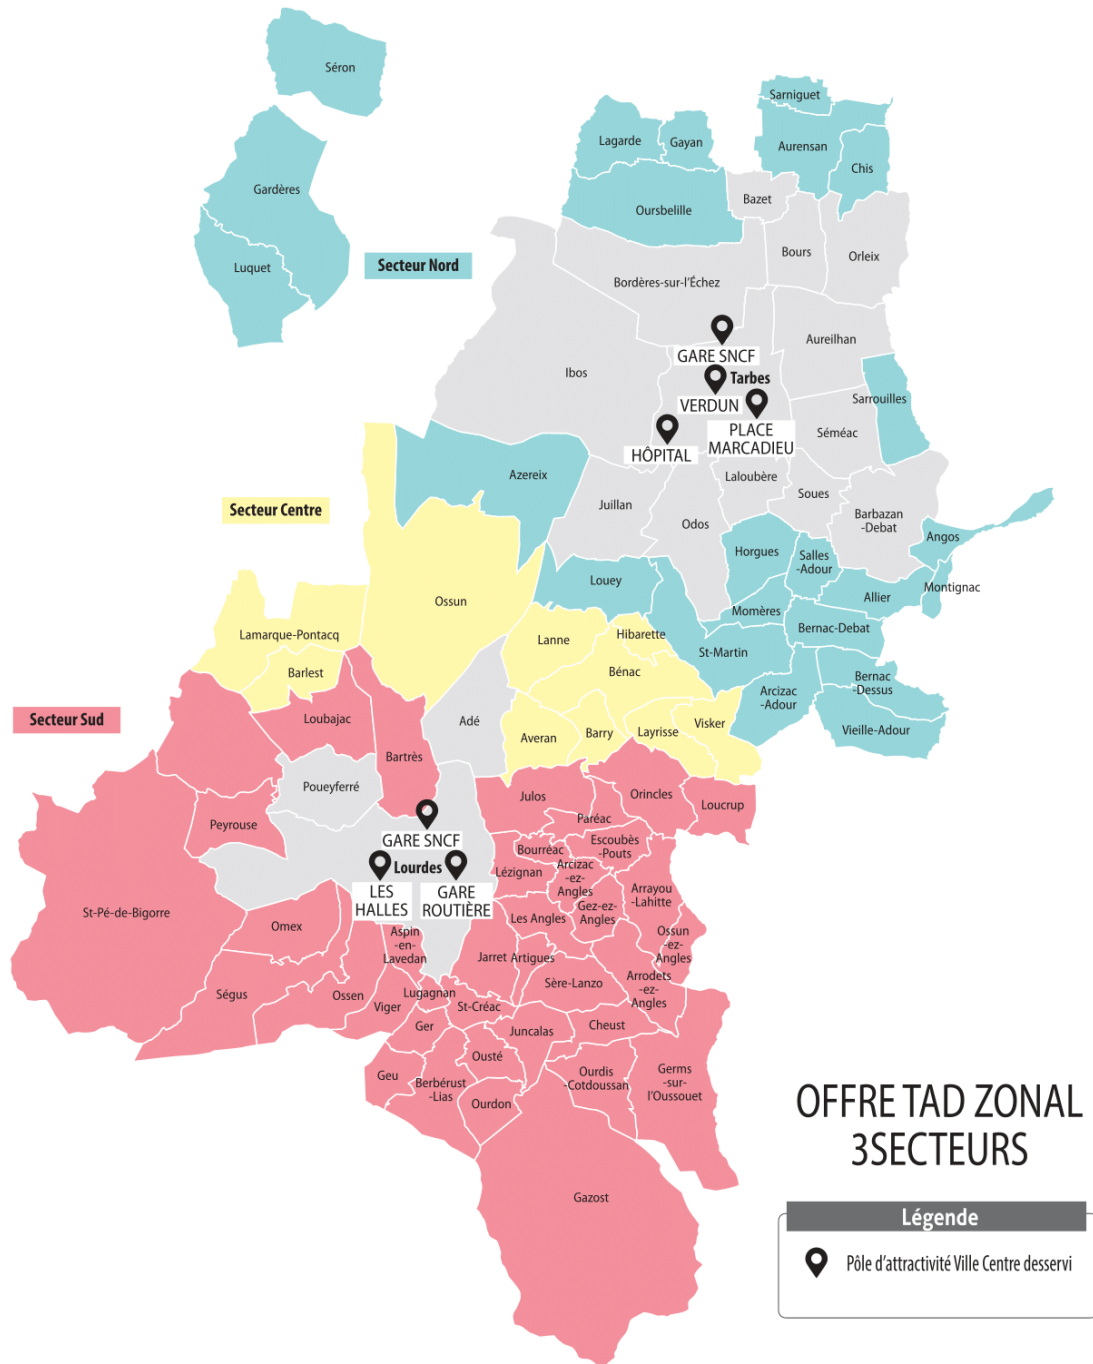 Séron
Sarniguet
Lagarde
Gayan
Aurensan
Chis
Gardères
Oursbelille
Bazet
Luquet
Secteur Nord
Bours
Orleix
Bordères-sur-l'Échez
Aureilhan
GARE SNCF
Ibos
Tarbes
VERDUN
Sarrouilles
PLACE
MARCADIEU
Séméac
HÔPITAL
Azereix
Laloubère
Soues
Juillan
Secteur Centre
Odos
Barbazan
-Debat
Angos
Horgues
Salles
-Adour
Louey
Montignac
Allier
Ossun
Momères
Bernac-Debat
Lamarque-Pontacq
Lanne
Hibarette
St-Martin
Barlest
Bénac
Bernac
-Dessus
Arcizac
-Adour
Secteur Sud
Loubajac
Adé
Visker
Vieille-Adour
Averan
Barry
Layrisse
Bartrès
Poueyferré
Julos
Orincles
Loucrup
Paréac
Peyrouse
GARE SNCF
Escoubès
-Pouts
Bourréac
Lourdes
Lézignan
Arcizac
-ez-
Angles
LES
HALLES
GARE
ROUTIÈRE
Arrayou
-Lahitte
St-Pé-de-Bigorre
Gez-ez-
Angles
Les Angles
Omex
Aspin
-en-
Lavedan
Ossun
-ez-
Angles
Jarret
Artigues
Arrodets
-ez-
Angles
Sère-Lanzo
Ségus
Ossen
Lugagnan
Viger
St-Créac
Ger
Juncalas
Cheust
Ousté
Geu
Berbérust
-Lias
Ourdis
-Cotdoussan
Germs
-sur-
l'Oussouet
Ourdon
OFFRE TAD ZONAL
3SECTEURS
Gazost
Légende
Pôle d'attractivité Ville Centre desservi